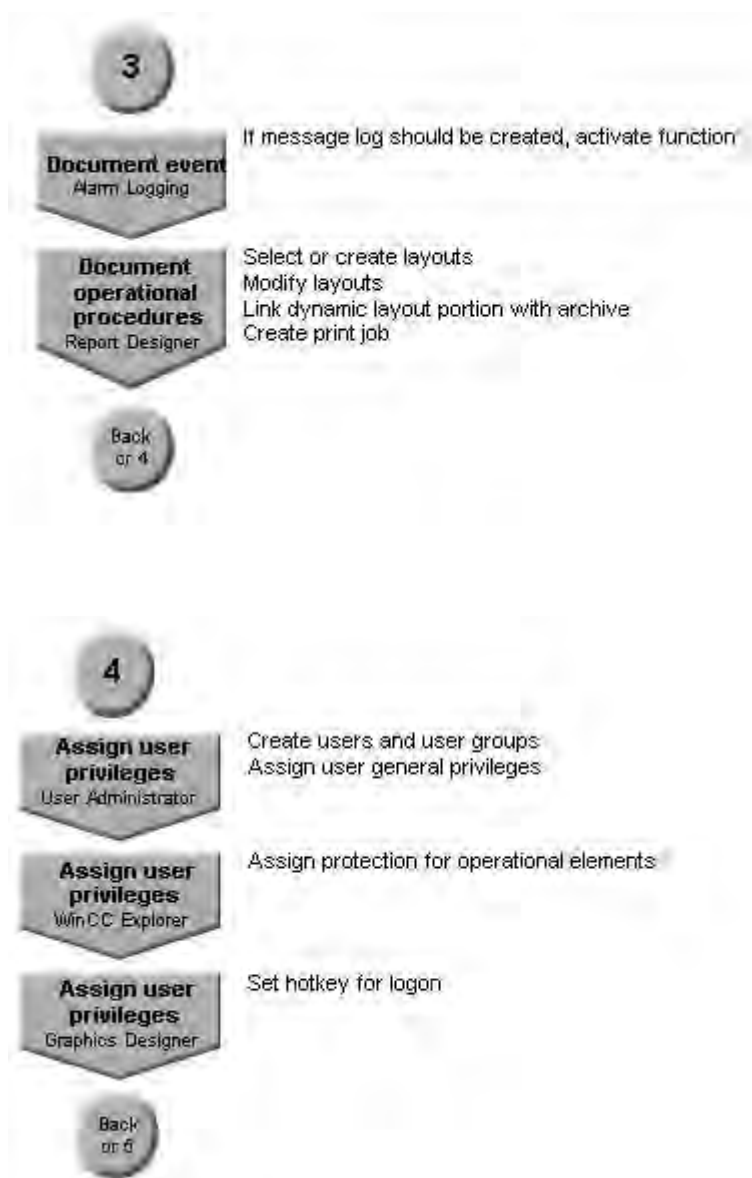 3
If message log should be created, activate function
Document event
Alarm Logging
Document
operational
procedures
Report Designer
Select or create layouts
Modify layouts
Link dynamic layout portion with archive
Create print job
Back
or 4
4
Assign user
privileges
User Administrator
Create users and user groups
Assign user general privileges
Assign user
privileges
WinCC Explorer
Assign protection for operational elements
Assign user
privileges
Graphics Designer
Set hotkey for logon
Back
or 5